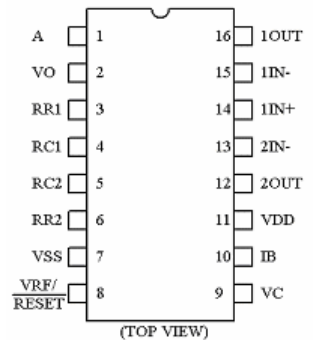 A 1 16 1OUT
VO 2 15 1IN-
RR1 3 14 1IN+
RC1 4 13 2IN-
RC2 5 12 2OUT
RR2 6 11 VDD
VSS 7 10 IB
VRF/
RESET 8 9 VC
(TOP VIEW)